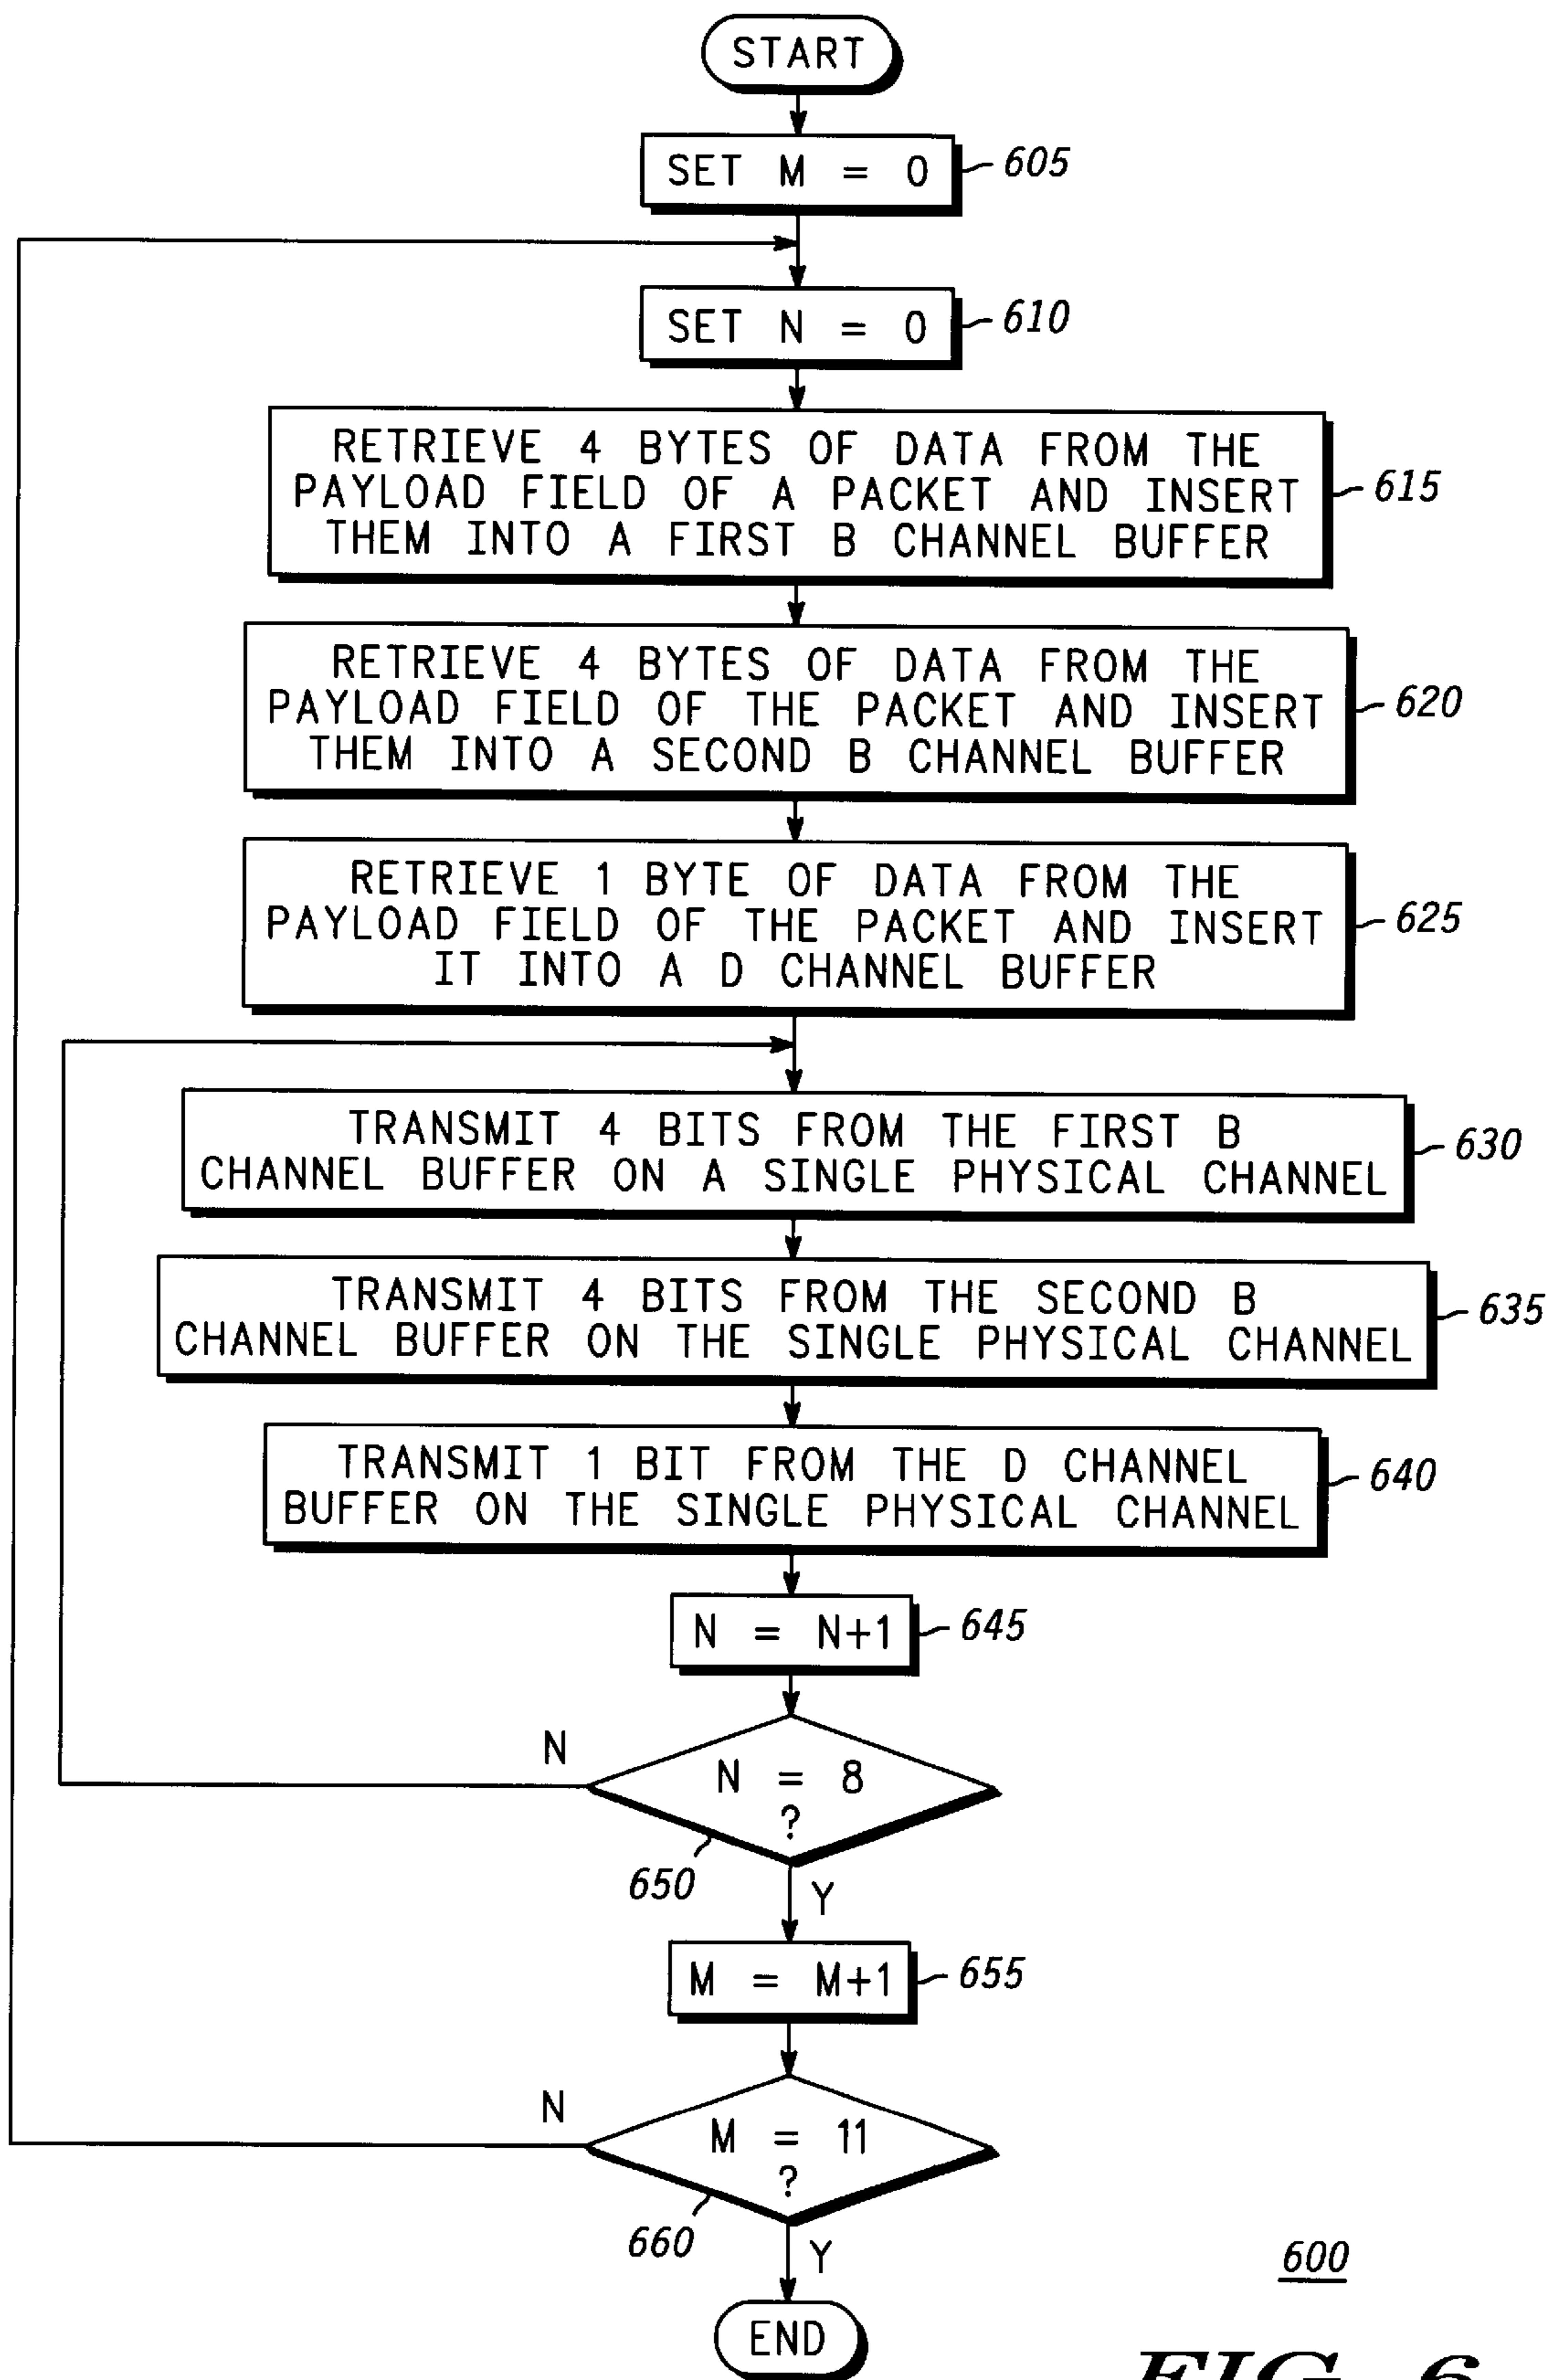 START
SET M = 0
605
SET N = 0
610
RETRIEVE 4 BYTES OF DATA FROM THE
PAYLOAD FIELD OF A PACKET AND INSERT
THEM INTO A FIRST B CHANNEL BUFFER
615
RETRIEVE 4 BYTES OF DATA FROM THE
PAYLOAD FIELD OF THE PACKET AND INSERT
THEM INTO A SECOND B CHANNEL BUFFER
620
RETRIEVE 1 BYTE OF DATA FROM THE
PAYLOAD FIELD OF THE PACKET AND INSERT
IT INTO A D CHANNEL BUFFER
625
TRANSMIT 4 BITS FROM THE FIRST B
CHANNEL BUFFER ON A SINGLE PHYSICAL CHANNEL
630
TRANSMIT 4 BITS FROM THE SECOND B
CHANNEL BUFFER ON THE SINGLE PHYSICAL CHANNEL
635
TRANSMIT 1 BIT FROM THE D CHANNEL
BUFFER ON THE SINGLE PHYSICAL CHANNEL
640
N = N+1
645
N
N = 8
?
650
Y
M = M+1
655
N
M = 11
?
660
Y
600
END
FIG. 6